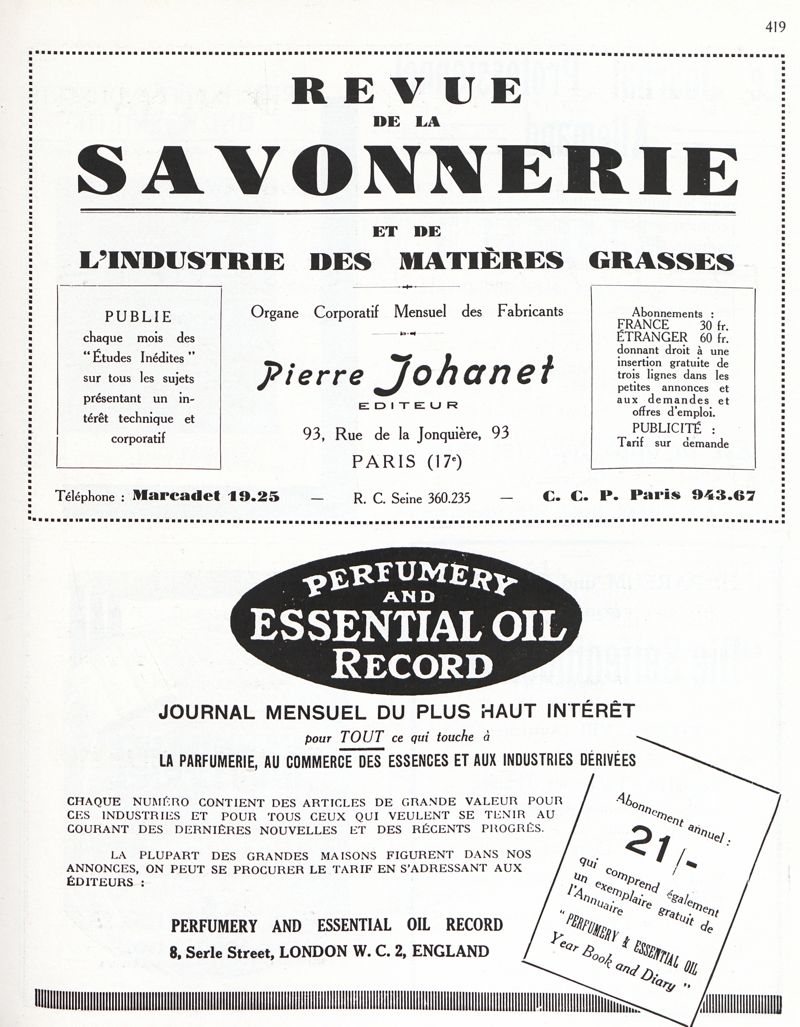 419
REVUE
DE LA
SAVONNERIE
ET DE
L'INDUSTRIE DES MATIÈRES GRASSES
PUBLIE
chaque mois des
“Études Inédites”
sur tous les sujets
présentant un in-
térêt technique et
corporatif
Organe Corporatif Mensuel des Fabricants
Pierre Johanet
EDITEUR
93, Rue de la Jonquière, 93
PARIS (17e)
Abonnements :
FRANCE 30 fr.
ÉTRANGER 60 fr.
donnant droit à une
insertion gratuite de
trois lignes dans les
petites annonces et
aux demandes et
offres d'emploi.
PUBLICITÉ :
Tarif sur demande
Téléphone : Marcadet 19.25 — R. C. Seine 360.235 — C. C. P. Paris 943.67
PERFUMERY
AND
ESSENTIAL OIL
RECORD
JOURNAL MENSUEL DU PLUS HAUT INTÉRÊT
pour TOUT ce qui touche à
LA PARFUMERIE, AU COMMERCE DES ESSENCES ET AUX INDUSTRIES DÉRIVÉES
CHAQUE NUMÉRO CONTIENT DES ARTICLES DE GRANDE VALEUR POUR
CES INDUSTRIES ET POUR TOUS CEUX QUI VEULENT SE TENIR AU
COURANT DES DERNIÈRES NOUVELLES ET DES RÉCENTS PROGRÈS.
LA PLUPART DES GRANDES MAISONS FIGURENT DANS NOS
ANNONCES, ON PEUT SE PROCURER LE TARIF EN S'ADRESSANT AUX
ÉDITEURS :
PERFUMERY AND ESSENTIAL OIL RECORD
8, Serle Street, LONDON W. C. 2, ENGLAND
Abonnement annuel :
21/-
qui comprend également
un exemplaire gratuit de
l'Annuaire
“PERFUMERY & ESSENTIAL OIL
Year Book and Diary”